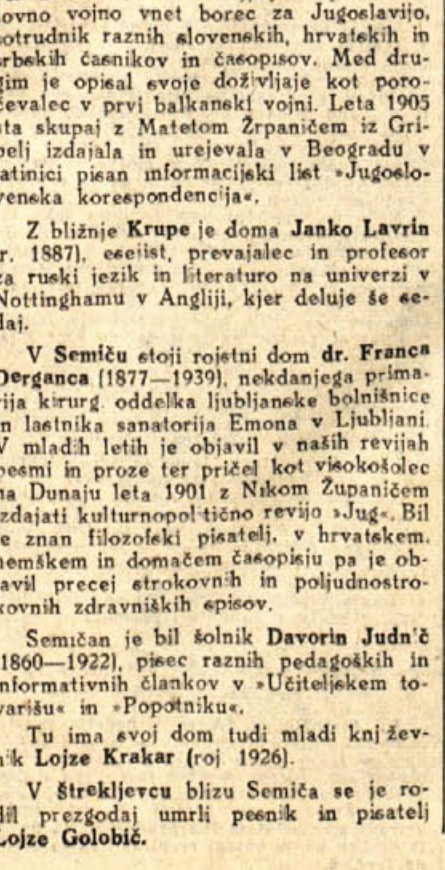 ovno vojno vnet borec za Jugoslavijo,
otrudnik raznih slovenskih, hrvatskih in
rbskih časnikov in časopisov. Med dru-
gim je opisal svoje doživljaje kot poro-
čevalec v prvi balkanski vojni. Leta 1905
sta skupaj z Matetom Žrpaničem iz Gri-
belj izdajala in urejevala v Beogradu v
latinici pisan informacijski list »Jugoslo-
venska korespondencija«.
Z bližnje Krupe je doma Janko Lavrin
(r. 1887), esejist, prevajalec in profesor
za ruski jezik in literaturo na univerzi v
Nottinghamu v Angliji, kjer deluje še se-
daj.
V Semiču stoji rojstni dom dr. Franca
Derganca (1877—1939), nekdanjega prima-
rija kirurg. oddelka ljubljanske bolnišnice
in lastnika sanatorija Emona v Ljubljani.
V mladih letih je objavil v naših revijah
pesmi in proze ter pričel kot visokošolec
na Dunaju leta 1901 z Nikom Županičem
izdajati kulturnopolitično revijo »Jug«. Bil
je znan filozofski pisatelj, v hrvatskem,
nemškem in domačem časopisju pa je ob-
javil precej strokovnih in poljudnostro-
kovnih zdravniških spisov.
Semičan je bil šolnik Davorin Judnič
(1860—1922), pisec raznih pedagoških in
informativnih člankov v »Učiteljskem to-
varišu« in »Popotniku«.
Tu ima svoj dom tudi mladi književ-
nik Lojze Krakar (roj 1926).
V Štrekljevcu blizu Semiča se je ro-
dil prezgodaj umrli pesnik in pisatelj
Lojze Golobič.